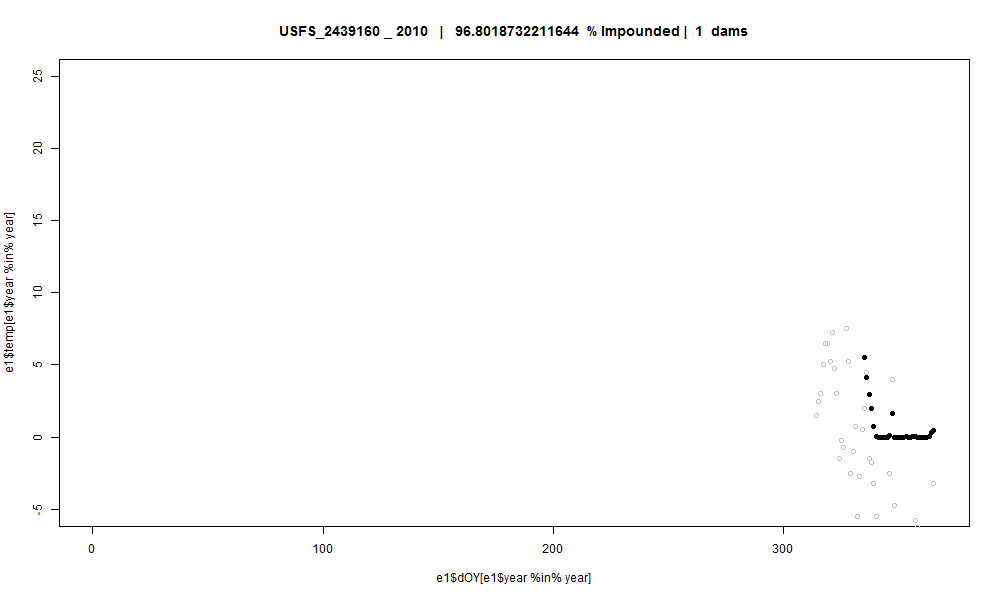 USFS_2439160 _ 2010 | 96.8018732211644 % Impounded | 1 dams
25
20
15
10
5
0
-5
e1$temp[e1$year %in% year]
0 100 200 300
e1$dOY[e1$year %in% year]